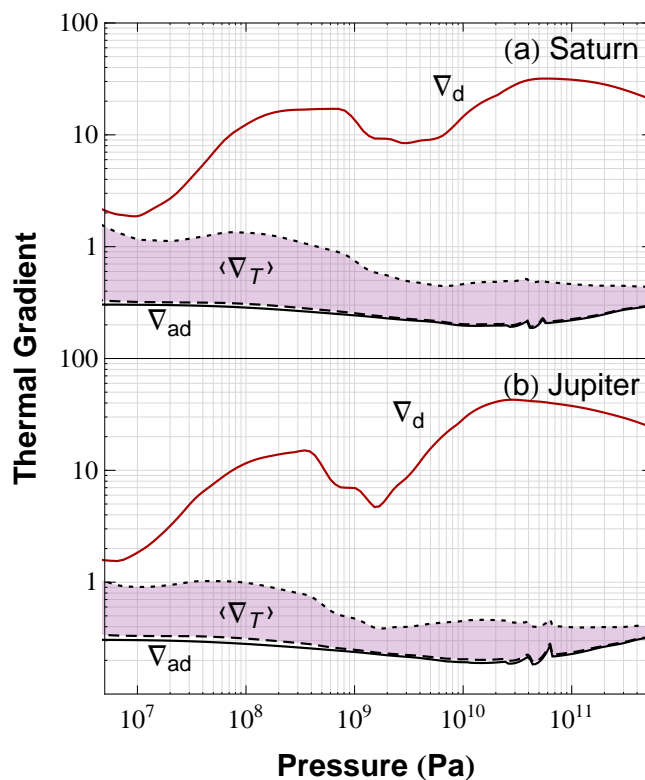 100
(a) Saturn
∇d
10
1
⟨∇T⟩
∇ad
Thermal Gradient
100
(b) Jupiter
∇d
10
1
⟨∇T⟩
∇ad
10⁷ 10⁸ 10⁹ 10¹⁰ 10¹¹
Pressure (Pa)